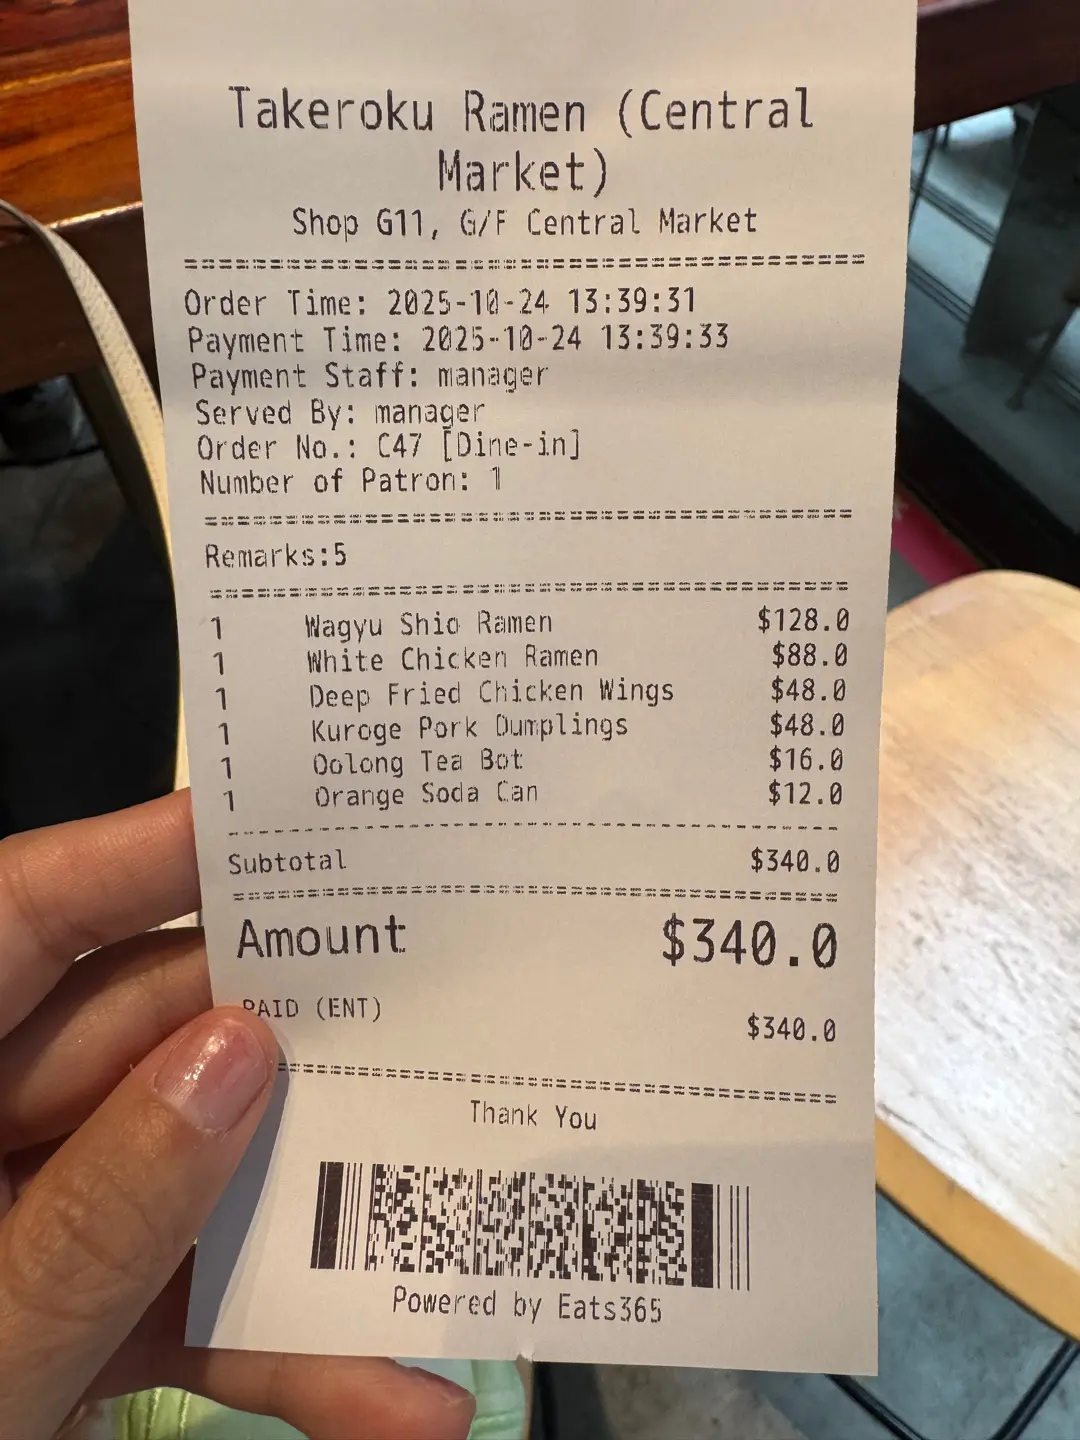 Takeroku Ramen (Central
Market)
Shop G11, G/F Central Market
Order Time: 2025-10-24 13:39:31
Payment Time: 2025-10-24 13:39:33
Payment Staff: manager
Served By: manager
Order No.: C47 [Dine-in]
Number of Patron: 1
Remarks:5
1 Wagyu Shio Ramen $128.0
1 White Chicken Ramen $88.0
1 Deep Fried Chicken Wings $48.0
1 Kuroge Pork Dumplings $48.0
1 Oolong Tea Bot $16.0
1 Orange Soda Can $12.0
Subtotal $340.0
Amount $340.0
PAID (ENT) $340.0
Thank You
Powered by Eats365